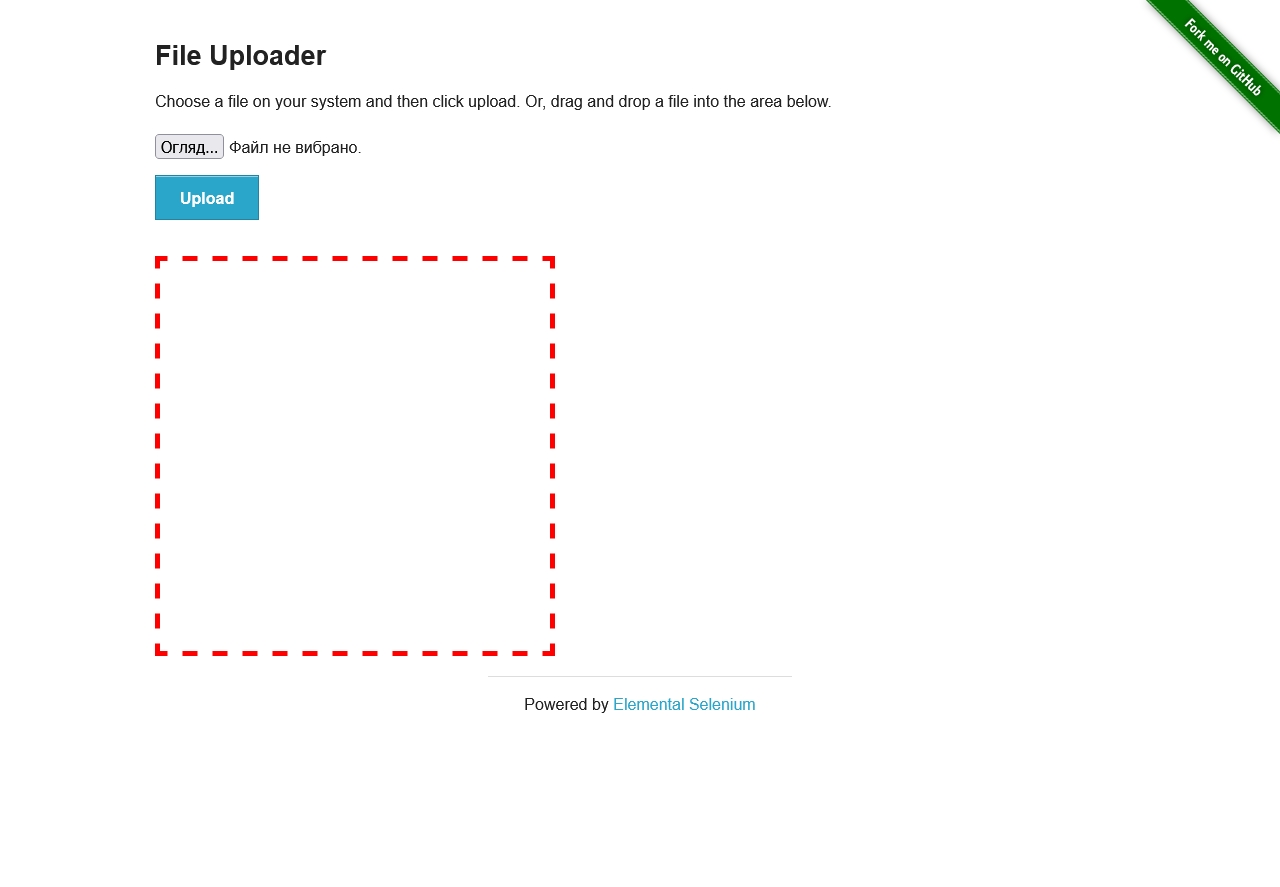 File Uploader
Choose a file on your system and then click upload. Or, drag and drop a file into the area below.
Огляд... Файл не вибрано.
Upload
Powered by Elemental Selenium
Fork me on GitHub